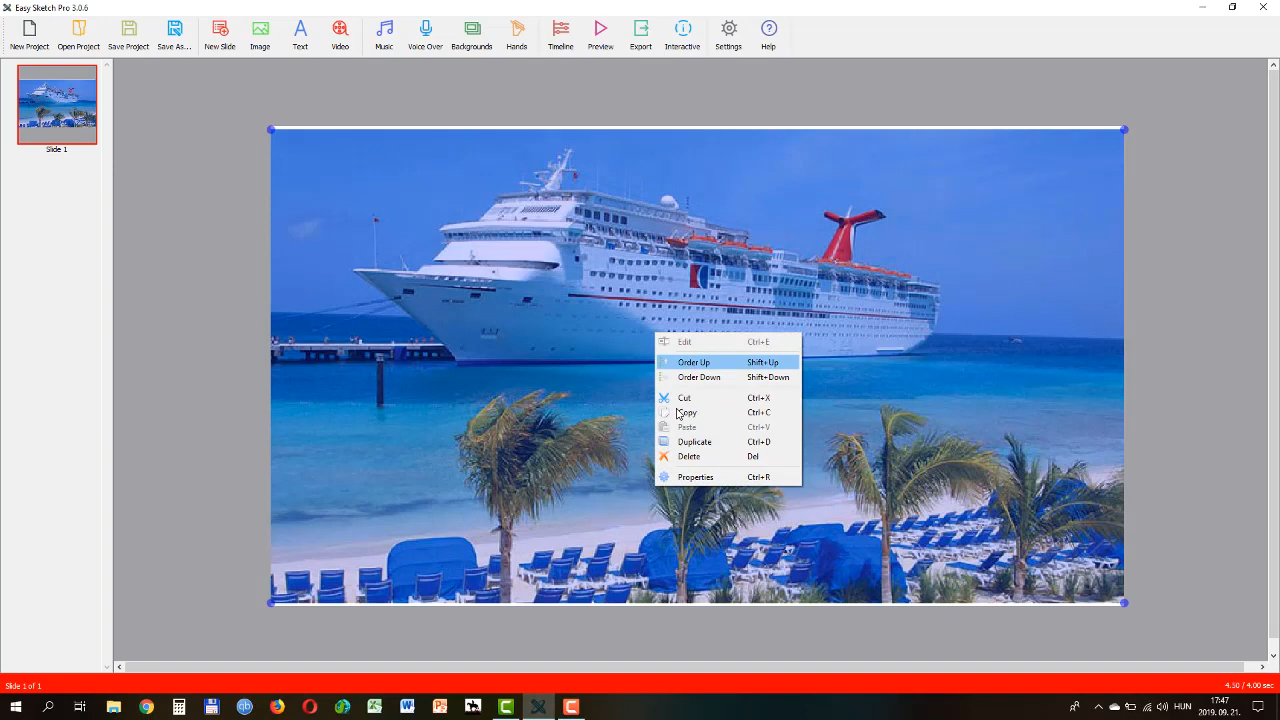 Easy Sketch Pro 3.0.6
New Project Open Project Save Project Save As... New Slide Image Text Video Music Voice Over Backgrounds Hands Timeline Preview Export Interactive Settings Help
Slide 1
Edit Ctrl+E
Order Up Shift+Up
Order Down Shift+Down
Cut Ctrl+X
Copy Ctrl+C
Paste Ctrl+V
Duplicate Ctrl+D
Delete Del
Properties Ctrl+R
Slide 1 of 1 4.50 / 4.00 sec
HUN 17:47
2019. 09. 21.